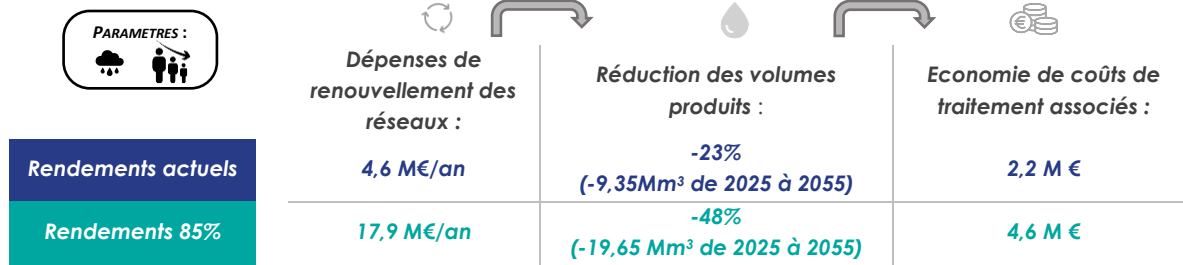 PARAMETRES :
Dépenses de
renouvellement des
réseaux :
Réduction des volumes
produits :
Economie de coûts de
traitement associés :
Rendements actuels
4,6 M€/an
-23%
(-9,35Mm³ de 2025 à 2055)
2,2 M €
Rendements 85%
17,9 M€/an
-48%
(-19,65 Mm³ de 2025 à 2055)
4,6 M €